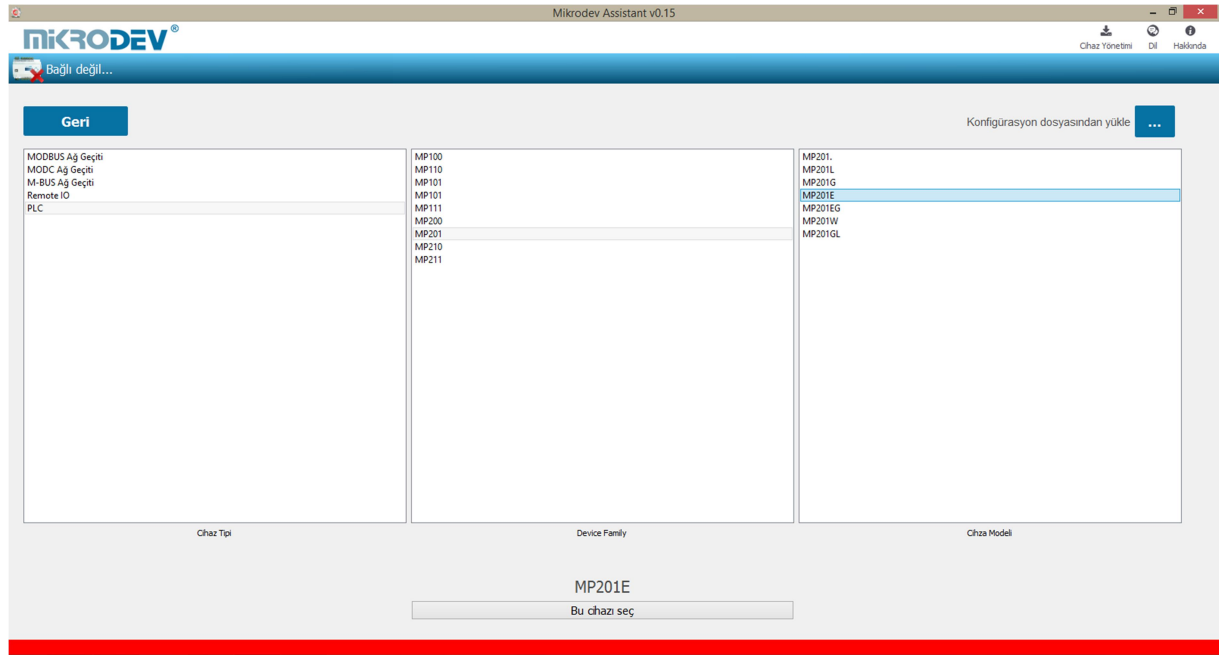 Mikrodev Assistant v0.15
MİKRODEV®
Cihaz Yönetimi
Dil
Hakkında
Bağlı değil...
Geri
Konfigürasyon dosyasından yükle
...
MODBUS Ağ Geçiti
MODC Ağ Geçiti
M-BUS Ağ Geçiti
Remote IO
PLC
MP100
MP110
MP101
MP101
MP111
MP200
MP201
MP210
MP211
MP201.
MP201L
MP201G
MP201E
MP201EG
MP201W
MP201GL
Cihaz Tipi
Device Family
Cihza Modeli
MP201E
Bu cihazı seç